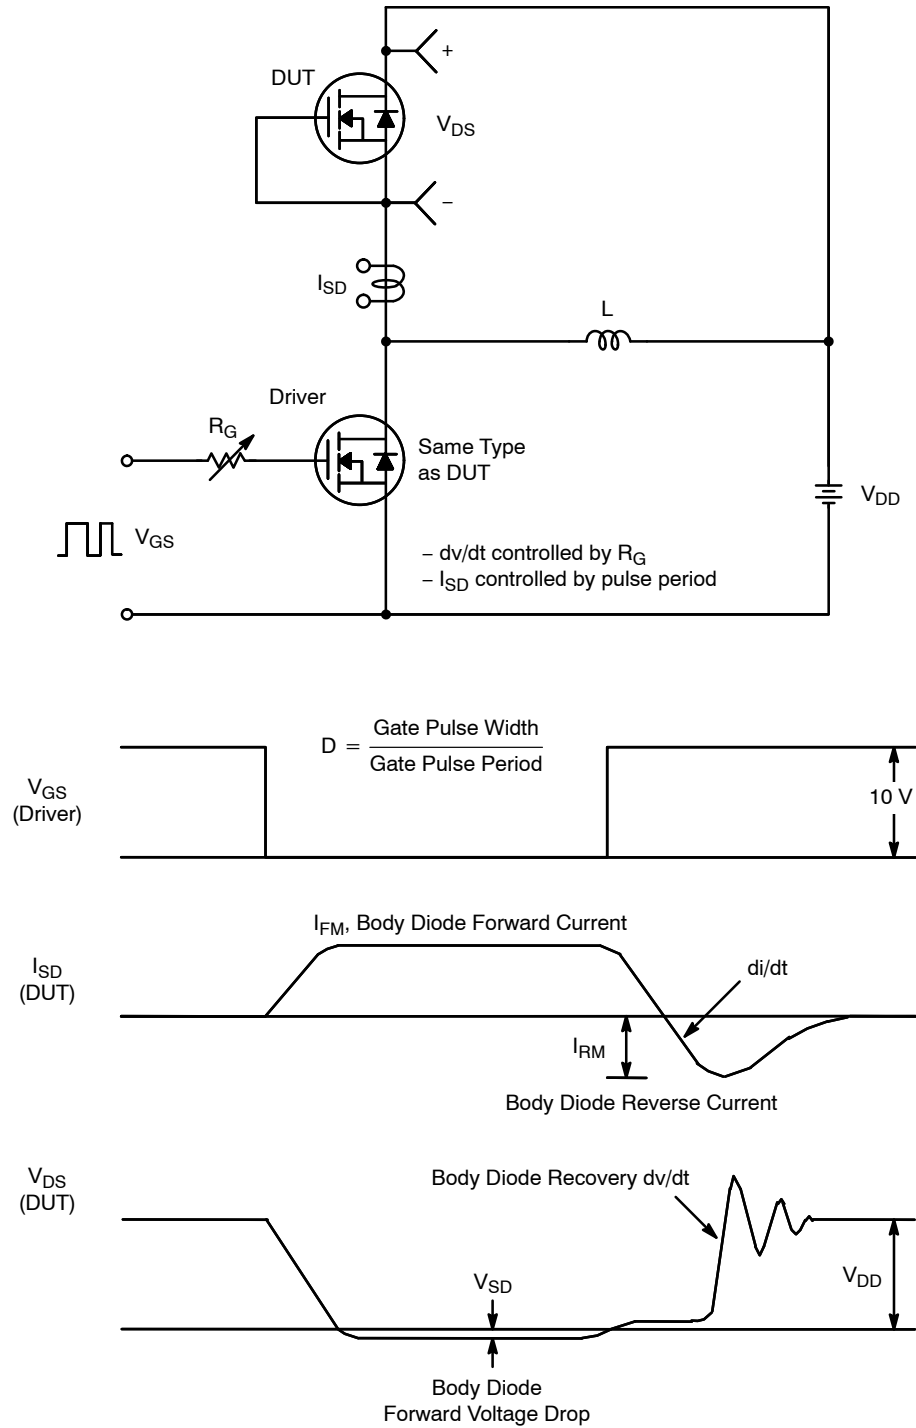 +
DUT
V_DS
−
I_SD
L
Driver
R_G
Same Type
as DUT
V_DD
V_GS
− dv/dt controlled by R_G
− I_SD controlled by pulse period
D = Gate Pulse Width
Gate Pulse Period
V_GS
(Driver)
10 V
I_FM, Body Diode Forward Current
I_SD
(DUT)
di/dt
I_RM
Body Diode Reverse Current
V_DS
(DUT)
Body Diode Recovery dv/dt
V_SD
V_DD
Body Diode
Forward Voltage Drop